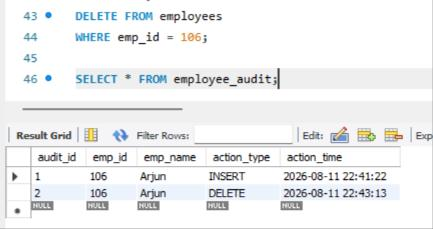 43 DELETE FROM employees
44 WHERE emp_id = 106;
45
46 SELECT * FROM employee_audit;
Result Grid Filter Rows: Edit: Exp
audit_id emp_id emp_name action_type action_time
1 106 Arjun INSERT 2026-08-11 22:41:22
2 106 Arjun DELETE 2026-08-11 22:43:13
NULL NULL NULL NULL NULL